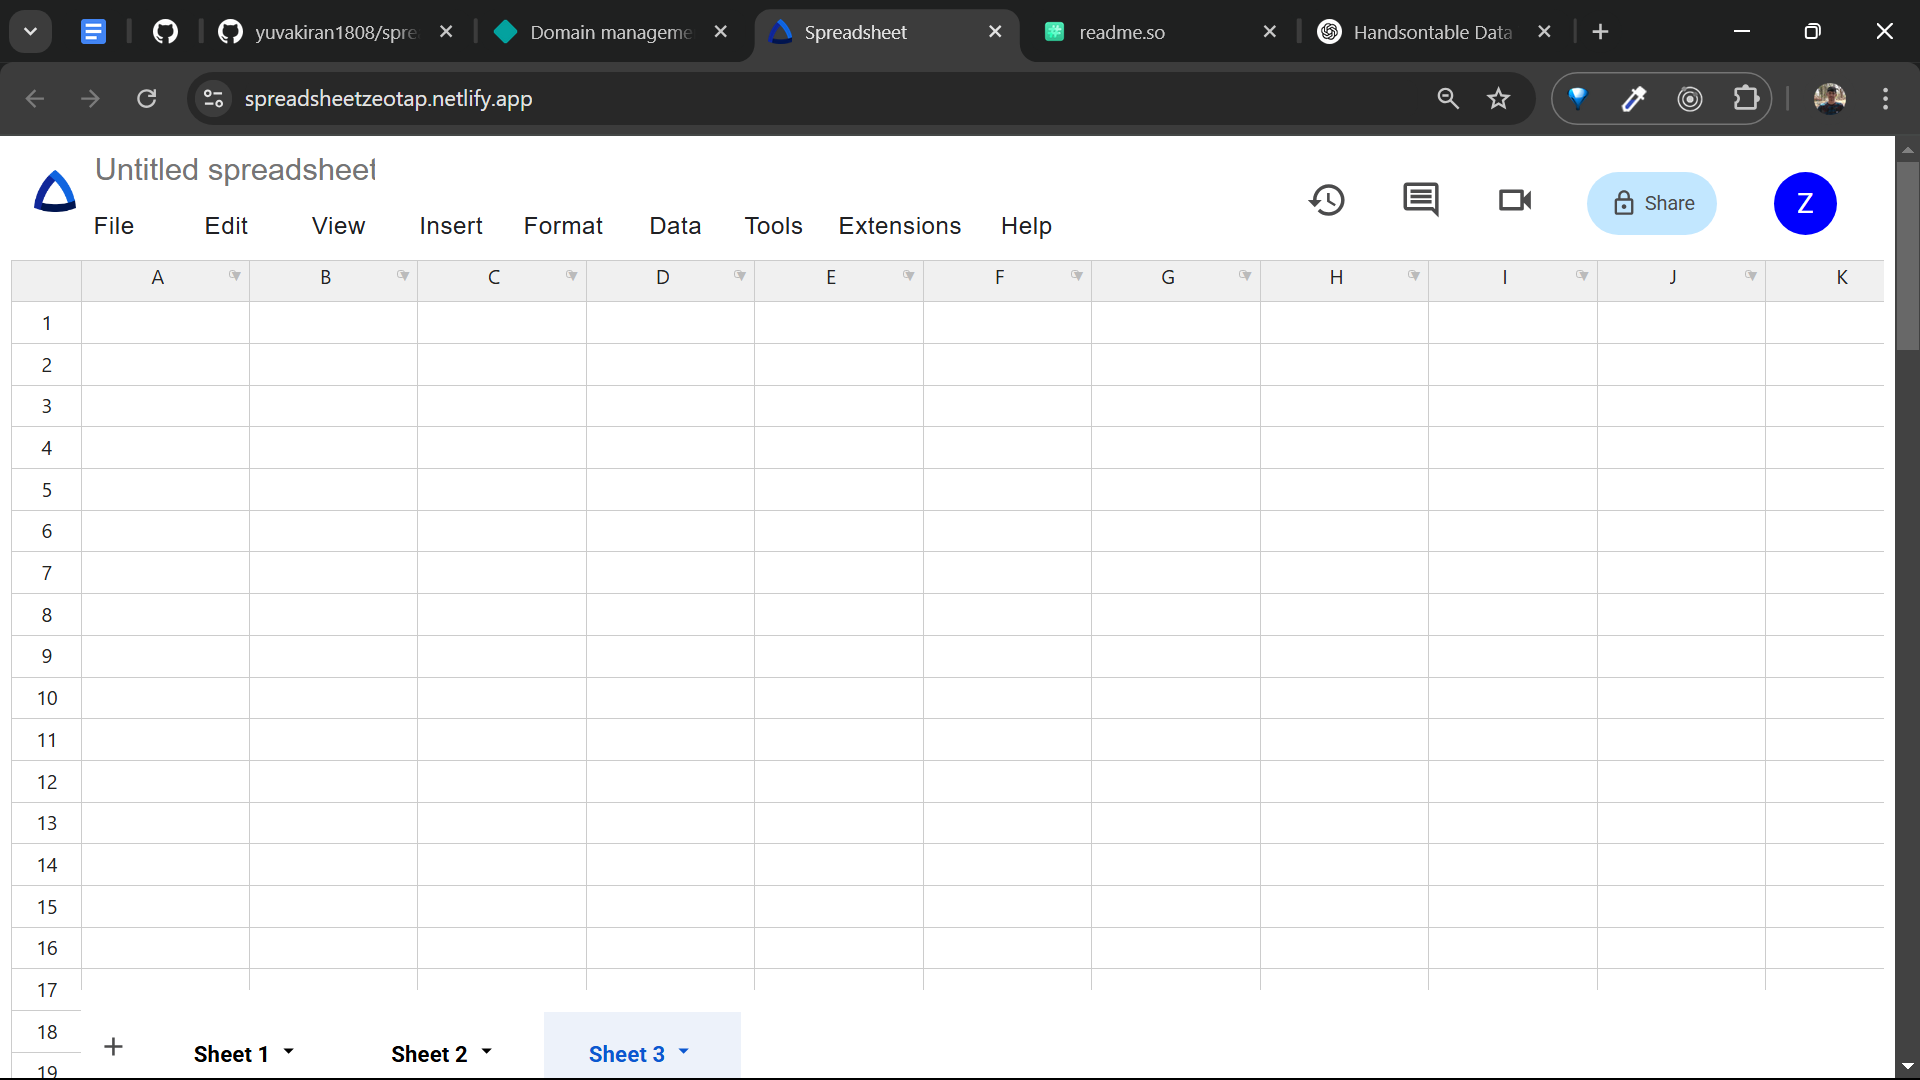 yuvakiran1808/spre
Domain manageme
Spreadsheet
readme.so
Handsontable Data
spreadsheetzeotap.netlify.app
Untitled spreadsheet
File Edit View Insert Format Data Tools Extensions Help
Share
Z
A B C D E F G H I J K
1
2
3
4
5
6
7
8
9
10
11
12
13
14
15
16
17
18
19
+ Sheet 1 Sheet 2 Sheet 3